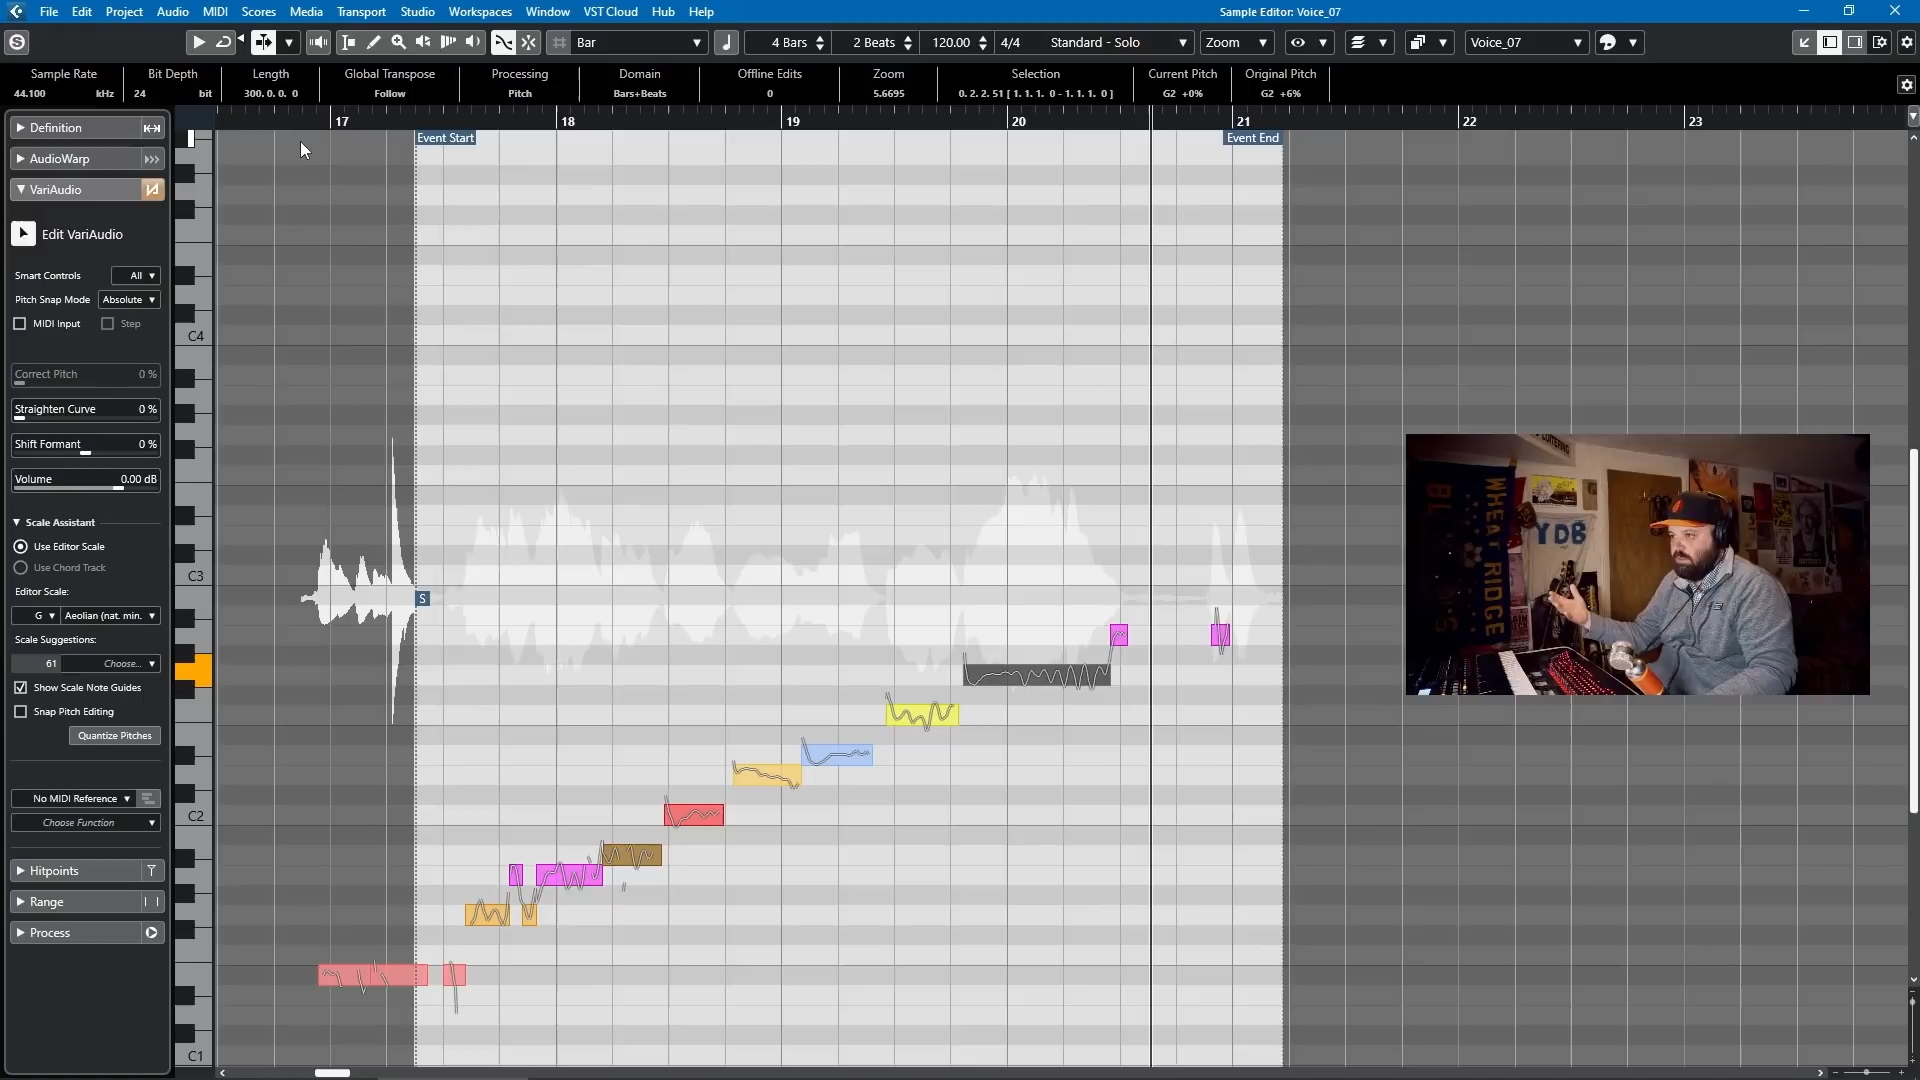 File Edit Project Audio MIDI Scores Media Transport Studio Workspaces Window VST Cloud Hub Help Sample Editor: Voice_07
Bar 4 Bars 2 Beats 120.00 4/4 Standard - Solo Zoom Voice_07
Sample Rate Bit Depth Length Global Transpose Processing Domain Offline Edits Zoom Selection Current Pitch Original Pitch
44.100 kHz 24 bit 300. 0. 0. 0 Follow Pitch Bars+Beats 0 5.6695 0. 2. 2. 51 [ 1. 1. 1. 0 - 1. 1. 1. 0 ] G2 +0% G2 +6%
17 18 19 20 21 22 23
Event Start Event End
Definition
AudioWarp
VariAudio
Edit VariAudio
Smart Controls All
Pitch Snap Mode Absolute
MIDI Input Step
Correct Pitch 0 %
Straighten Curve 0 %
Shift Formant 0 %
Volume 0.00 dB
Scale Assistant
Use Editor Scale
Use Chord Track
Editor Scale:
G Aeolian (nat. min.
Scale Suggestions:
61 Choose...
Show Scale Note Guides
Snap Pitch Editing
Quantize Pitches
No MIDI Reference
Choose Function
Hitpoints
Range
Process
C4
C3
C2
C1
S
WHEAT RIDGE
YDB